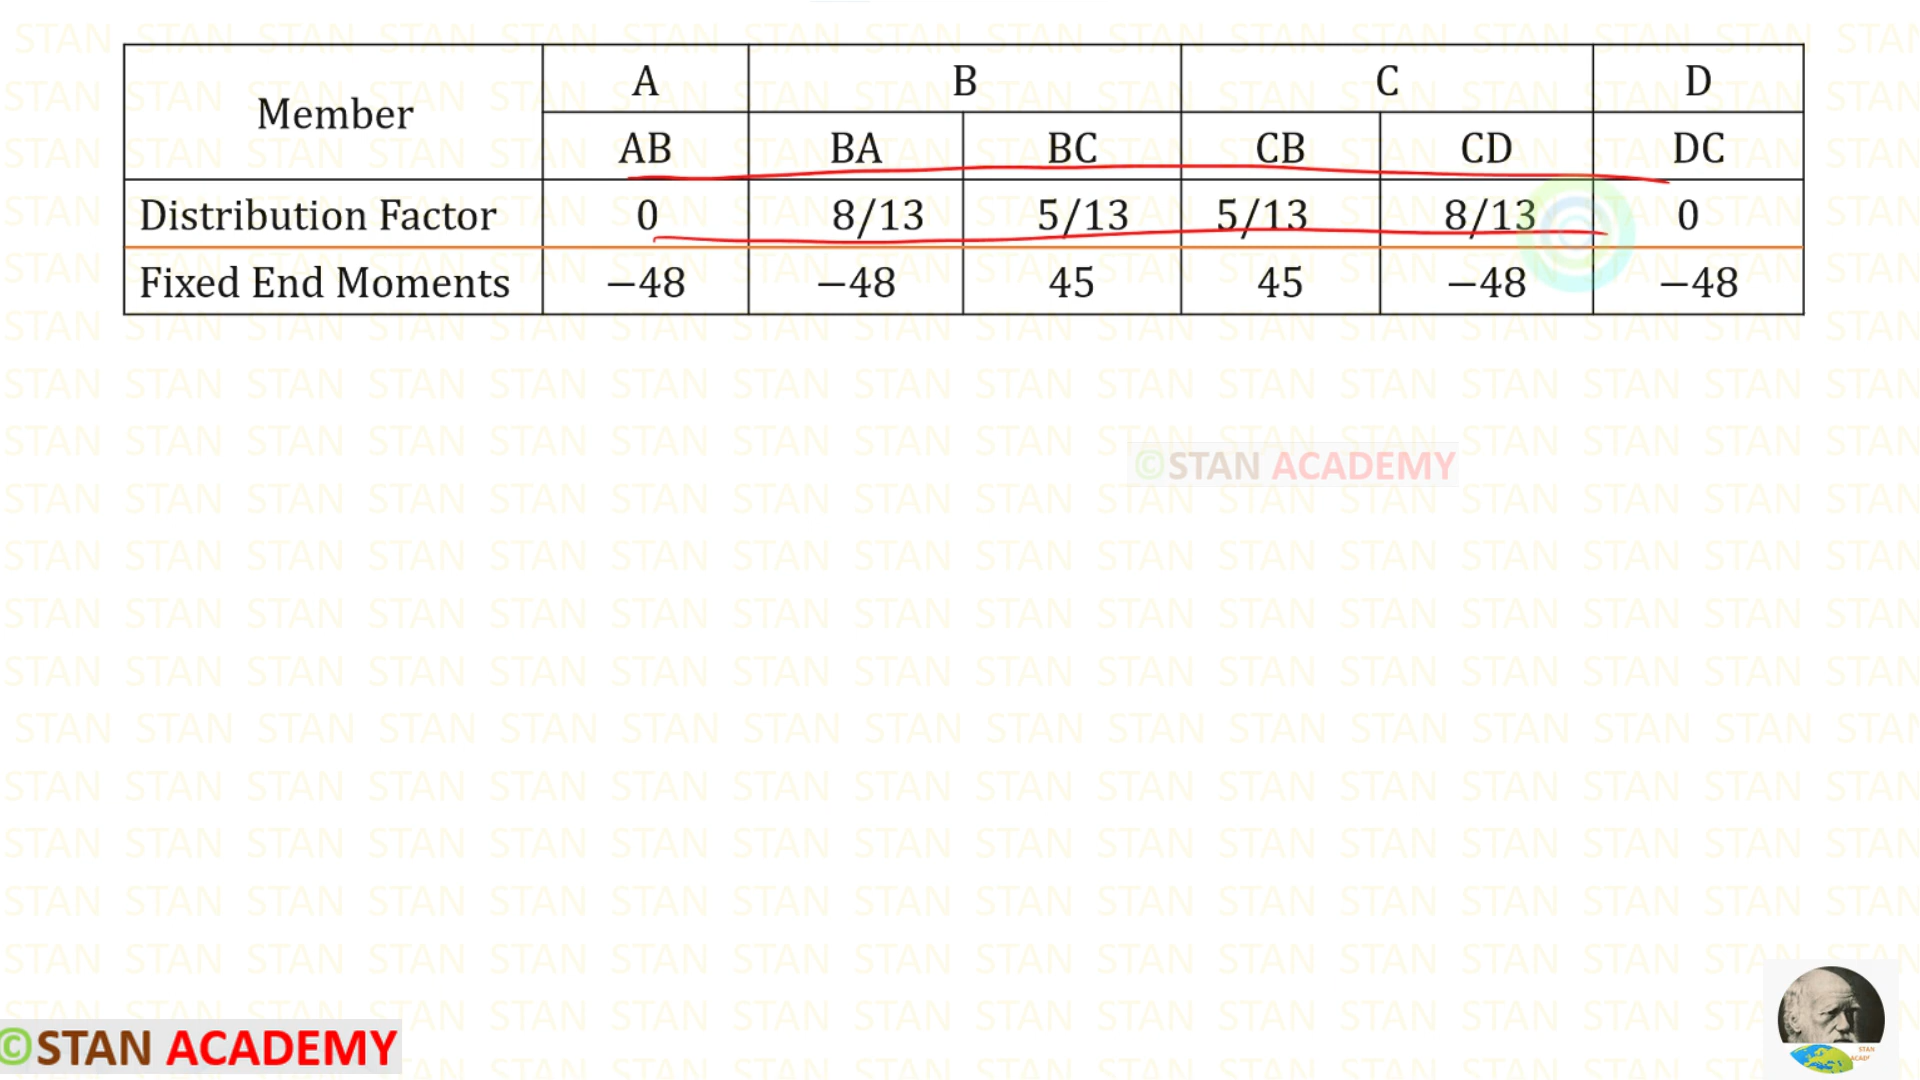 Member A B C D
AB BA BC CB CD DC
Distribution Factor 0 8/13 5/13 5/13 8/13 0
Fixed End Moments −48 −48 45 45 −48 −48
©STAN ACADEMY
©STAN ACADEMY
STAN